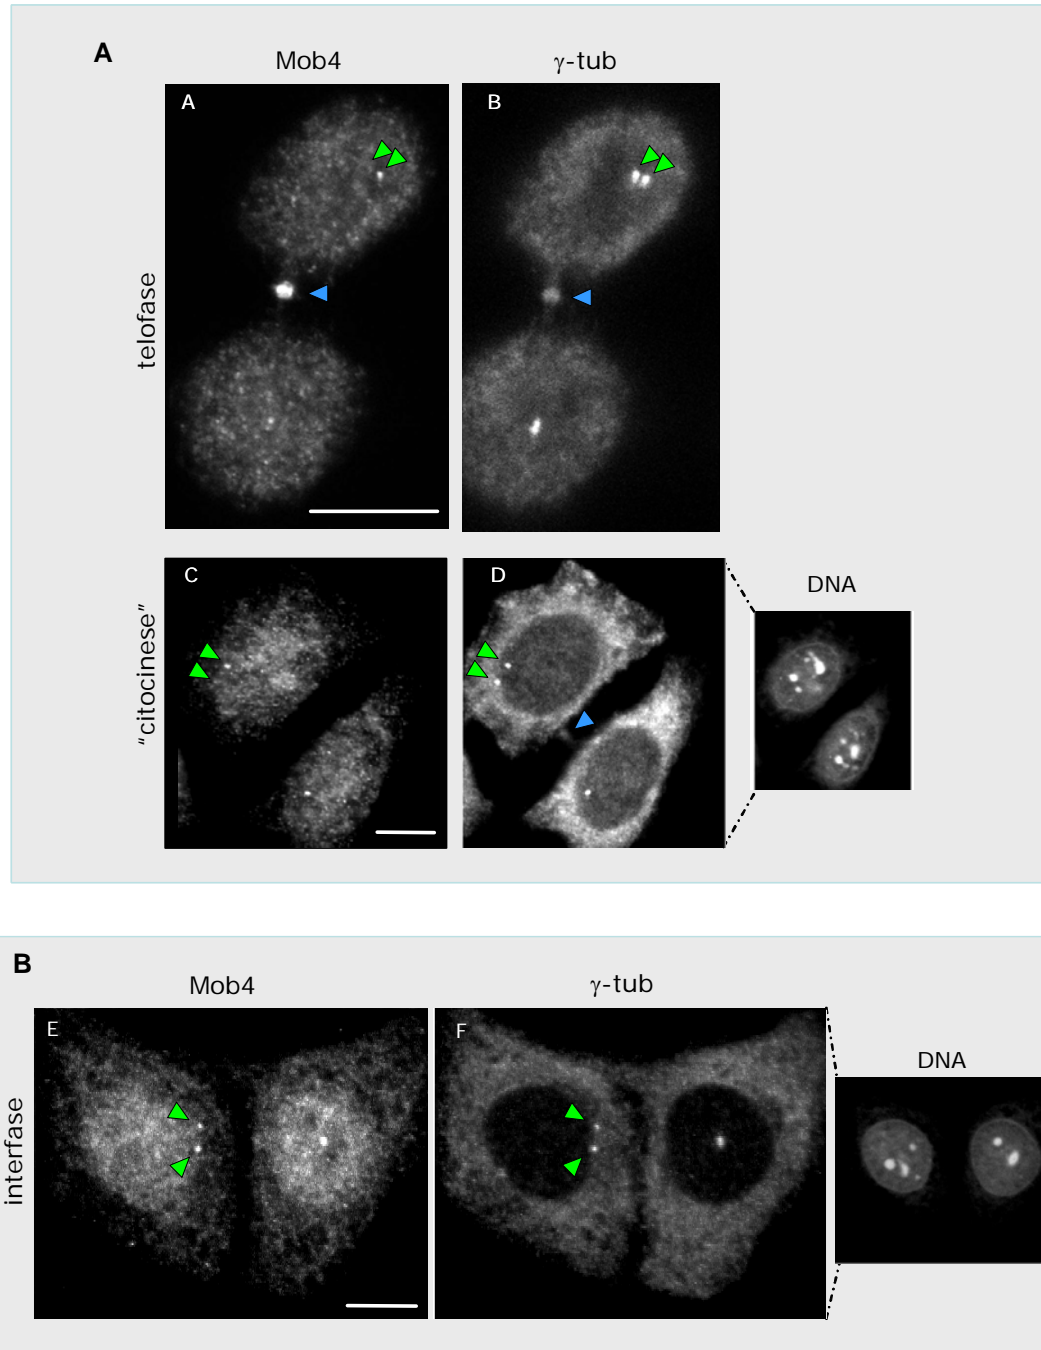 A
Mob4
γ-tub
A
B
telofase
C
D
DNA
"citocinese"
B
Mob4
γ-tub
E
F
DNA
interfase